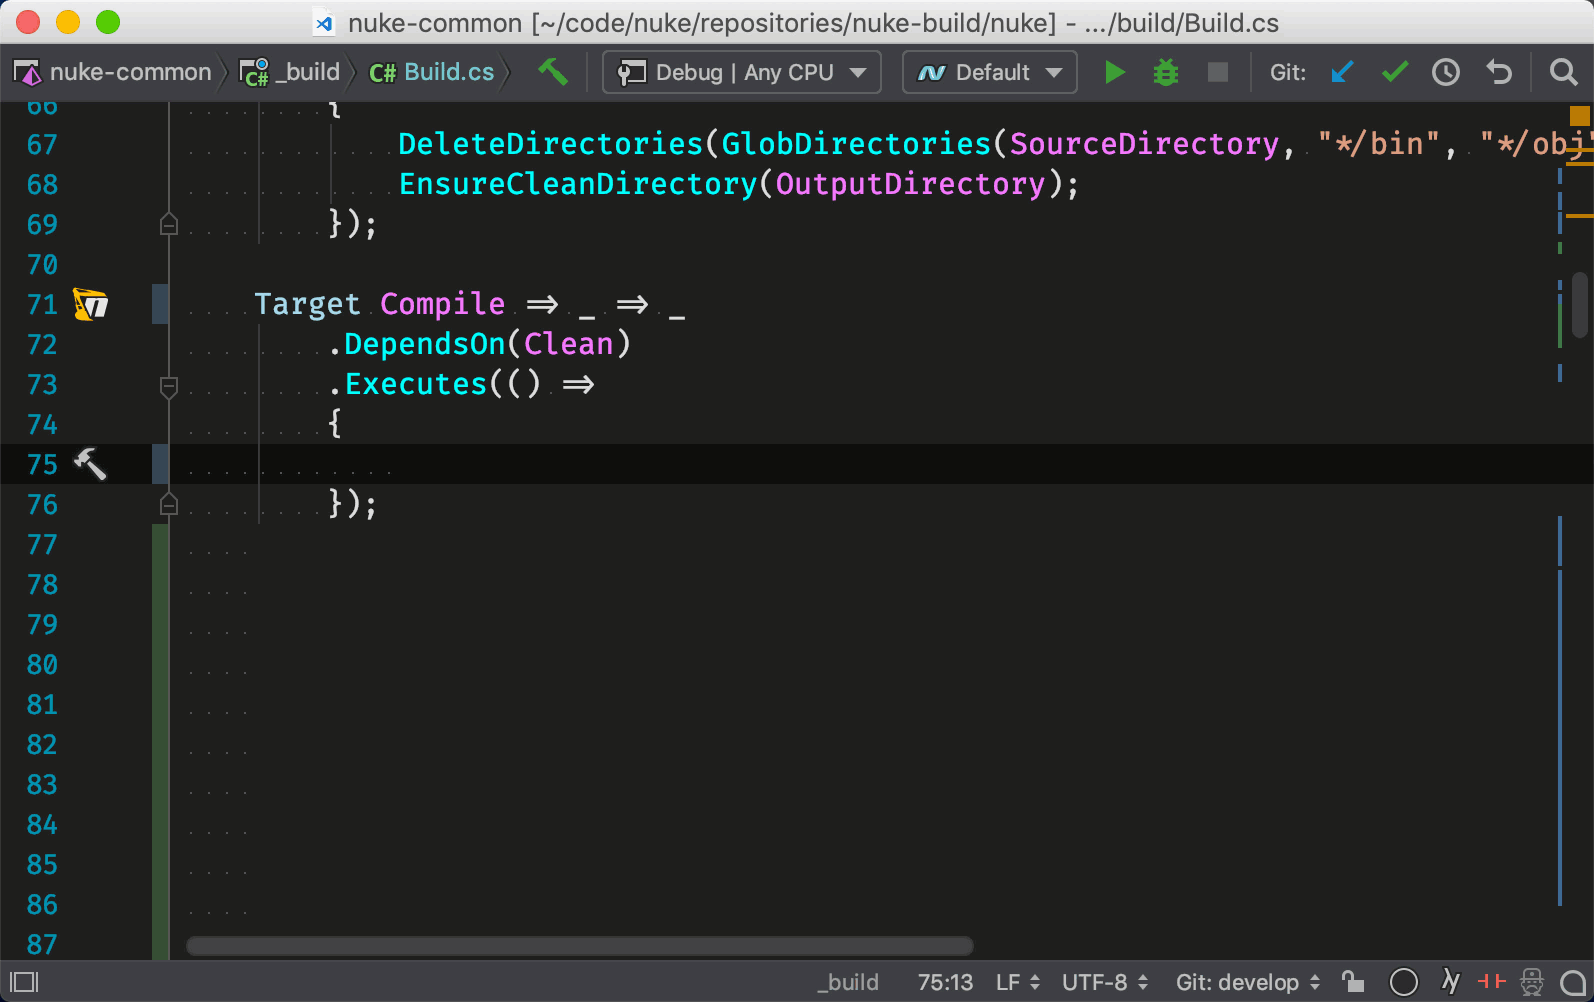 nuke-common [~/code/nuke/repositories/nuke-build/nuke] - .../build/Build.cs
nuke-common _build C# Build.cs Debug | Any CPU Default Git:
66 {
67 DeleteDirectories(GlobDirectories(SourceDirectory, "*/bin", "*/obj"
68 EnsureCleanDirectory(OutputDirectory);
69 });
70
71 Target Compile => _ => _
72 .DependsOn(Clean)
73 .Executes(() =>
74 {
75
76 });
77
78
79
80
81
82
83
84
85
86
87
_build 75:13 LF UTF-8 Git: develop